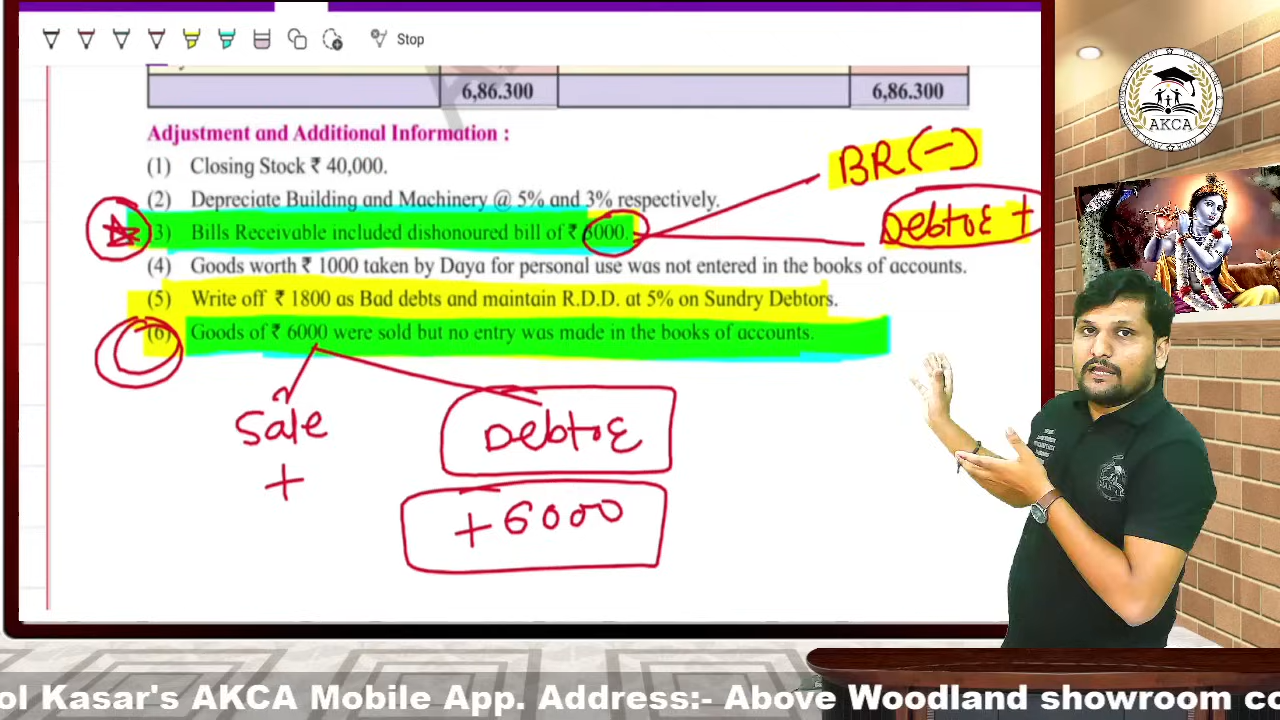 Stop
6,86.300 6,86.300
Adjustment and Additional Information :
(1) Closing Stock ₹ 40,000.
BR(-)
(2) Depreciate Building and Machinery @ 5% and 3% respectively.
Debtor +
3) Bills Receivable included dishonoured bill of ₹ 000.
(4) Goods worth ₹ 1000 taken by Daya for personal use was not entered in the books of accounts.
(5) Write off ₹ 1800 as Bad debts and maintain R.D.D. at 5% on Sundry Debtors.
(6) Goods of ₹ 6000 were sold but no entry was made in the books of accounts.
Sale Debtor
+ +6000
AKCA
ol Kasar's AKCA Mobile App. Address:- Above Woodland showroom co